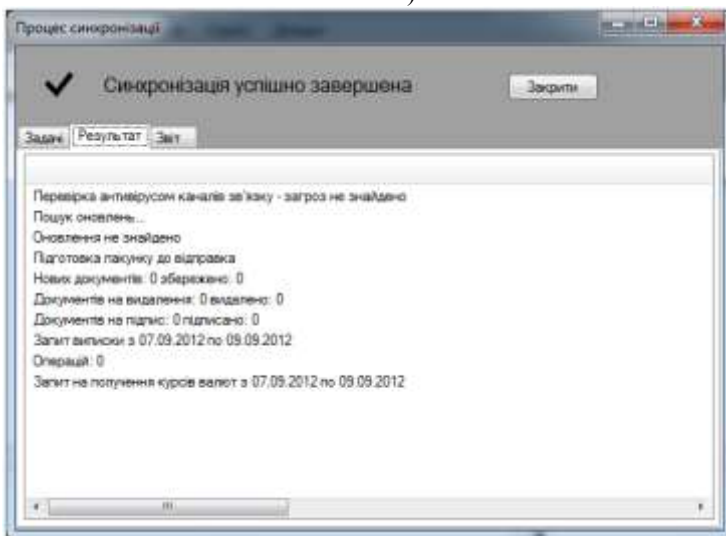 Процес синхронізації
Синхронізація успішно завершена
Закрити
Задачі Результат Звіт
Перевірка антивірусом каналів зв'язку - загроз не знайдено
Пошук оновлень...
Оновлення не знайдено
Підготовка пакунку до відправка
Нових документів: 0 збережено: 0
Документів на видалення: 0 видалено: 0
Документів на підпис: 0 підписано: 0
Запит виписки з 07.09.2012 по 09.09.2012
Операцій: 0
Запит на получення курсів валют з 07.09.2012 по 09.09.2012